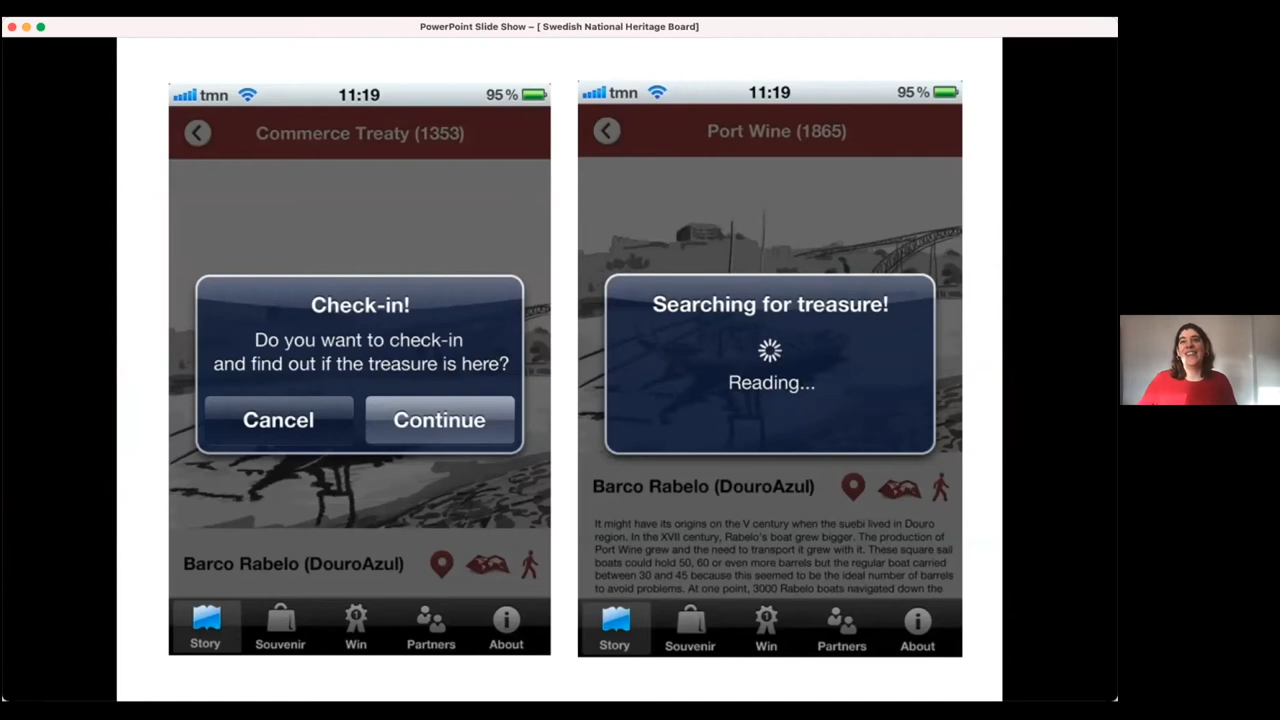 PowerPoint Slide Show – [ Swedish National Heritage Board]
tmn 11:19 95 %
Commerce Treaty (1353)
Check-in!
Do you want to check-in
and find out if the treasure is here?
Cancel Continue
Barco Rabelo (DouroAzul)
Story Souvenir 1 Win Partners About
tmn 11:19 95 %
Port Wine (1865)
Searching for treasure!
Reading...
Barco Rabelo (DouroAzul)
It might have its origins on the V century when the suebi lived in Douro
region. In the XVII century, Rabelo's boat grew bigger. The production of
Port Wine grew and the need to transport it grew with it. These square sail
boats could hold 50, 60 or even more barrels but the regular boat carried
between 30 and 45 because this seemed to be the ideal number of barrels
to avoid problems. At one point, 3000 Rabelo boats navigated down the
Story Souvenir 1 Win Partners About